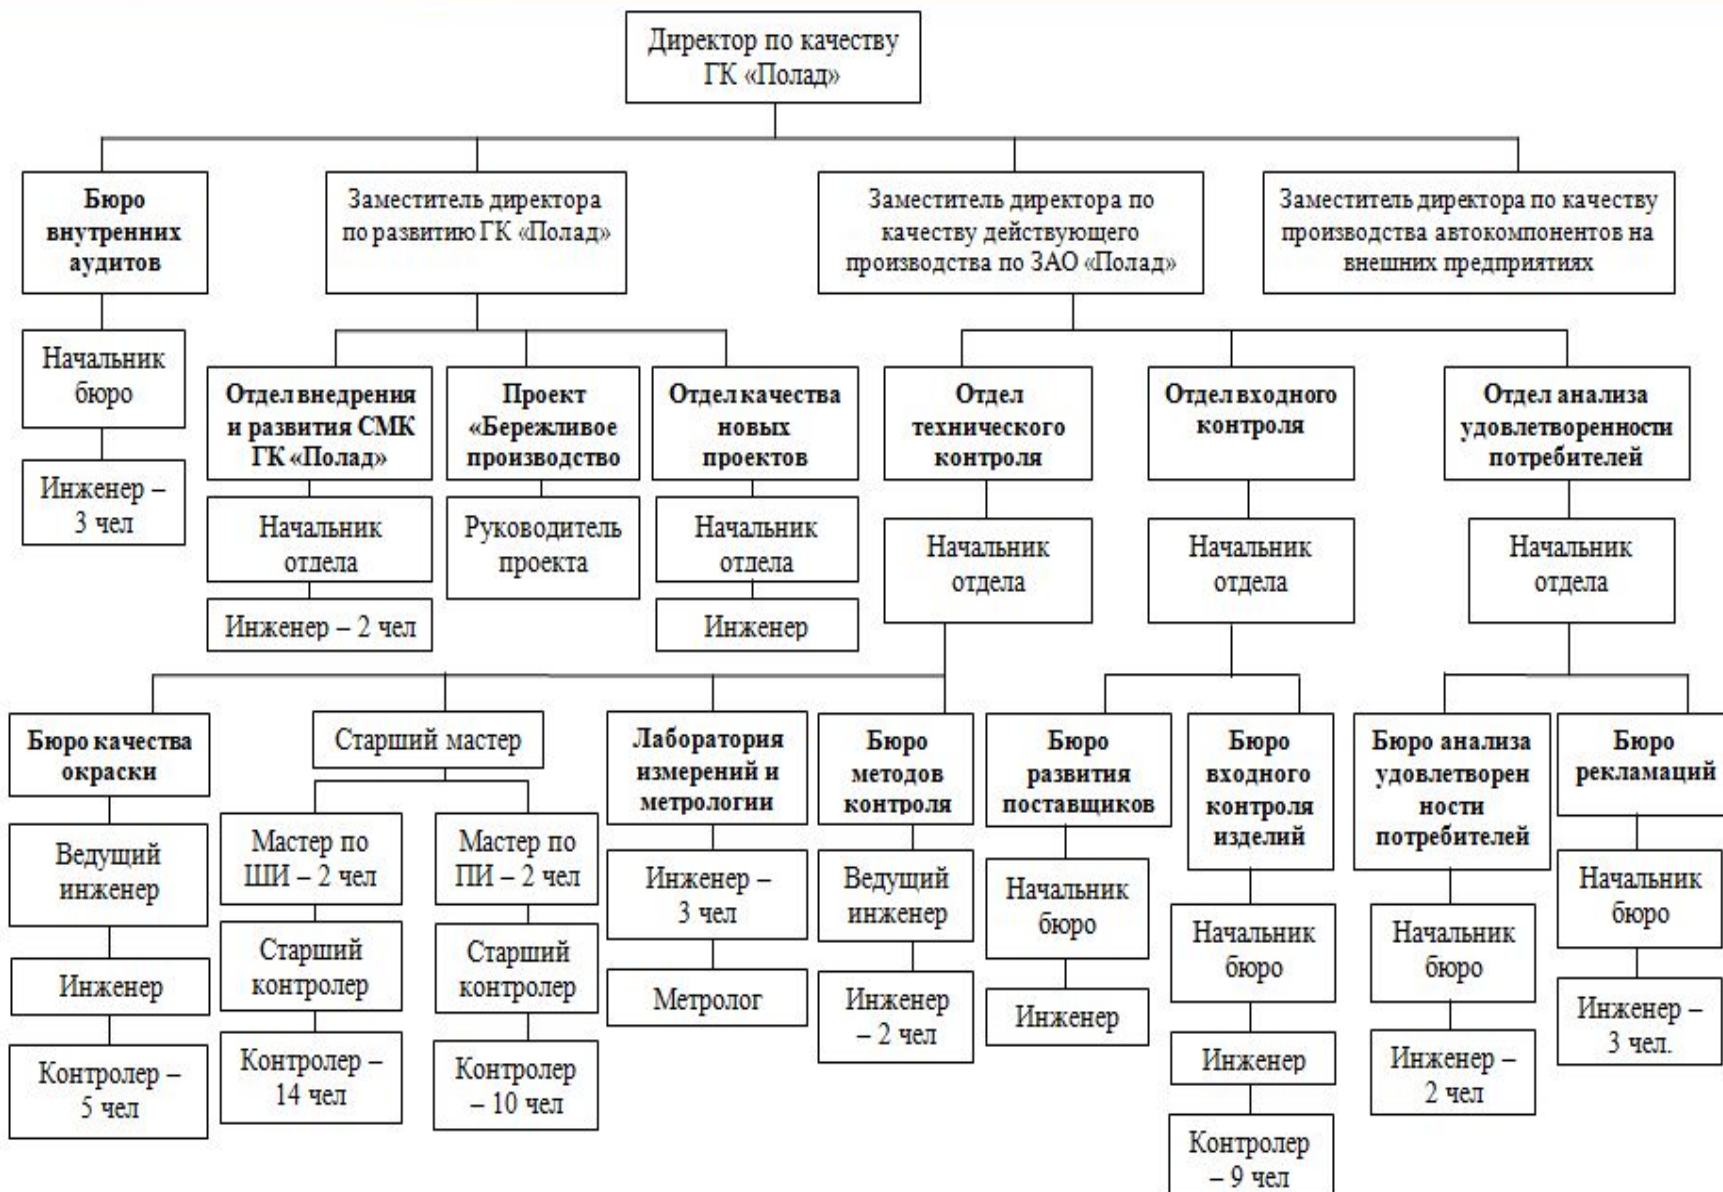 Директор по качеству
ГК «Полад»
Бюро
внутренних
аудитов
Заместитель директора
по развитию ГК «Полад»
Заместитель директора по
качеству действующего
производства по ЗАО «Полад»
Заместитель директора по качеству
производства автокомпонентов на
внешних предприятиях
Начальник
бюро
Инженер –
3 чел
Отдел внедрения
и развития СМК
ГК «Полад»
Начальник
отдела
Инженер – 2 чел
Проект
«Бережливое
производство
Руководитель
проекта
Отдел качества
новых
проектов
Начальник
отдела
Инженер
Отдел
технического
контроля
Начальник
отдела
Отдел входного
контроля
Начальник
отдела
Отдел анализа
удовлетворенности
потребителей
Начальник
отдела
Бюро качества
окраски
Ведущий
инженер
Инженер
Контролер –
5 чел
Старший мастер
Мастер по
ШИ – 2 чел
Старший
контролер
Контролер –
14 чел
Мастер по
ПИ – 2 чел
Старший
контролер
Контролер
– 10 чел
Лаборатория
измерений и
метрологии
Инженер –
3 чел
Метролог
Бюро
методов
контроля
Ведущий
инженер
Инженер
– 2 чел
Бюро
развития
поставщиков
Начальник
бюро
Инженер
Бюро
входного
контроля
изделий
Начальник
бюро
Инженер
Контролер
– 9 чел
Бюро анализа
удовлетворен
ности
потребителей
Начальник
бюро
Инженер –
2 чел
Бюро
рекламаций
Начальник
бюро
Инженер –
3 чел.